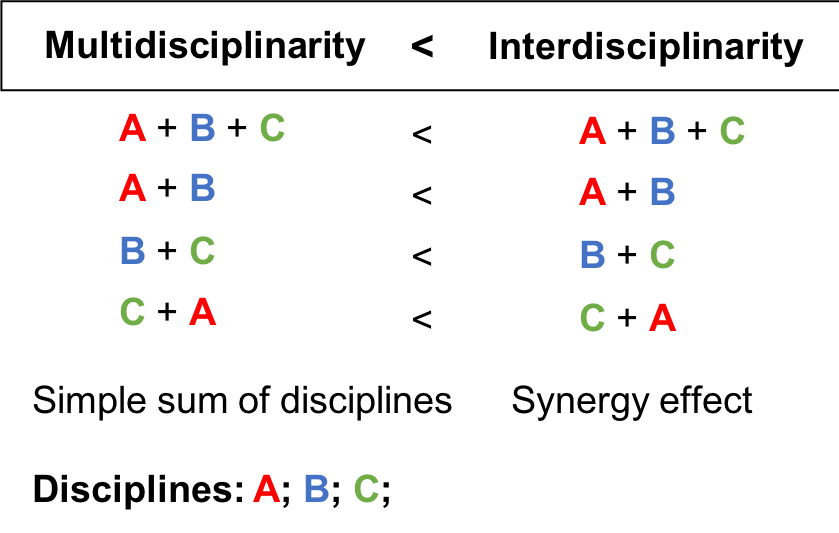 Multidisciplinarity < Interdisciplinarity
A + B + C < A + B + C
A + B < A + B
B + C < B + C
C + A < C + A
Simple sum of disciplines Synergy effect
Disciplines: A; B; C;